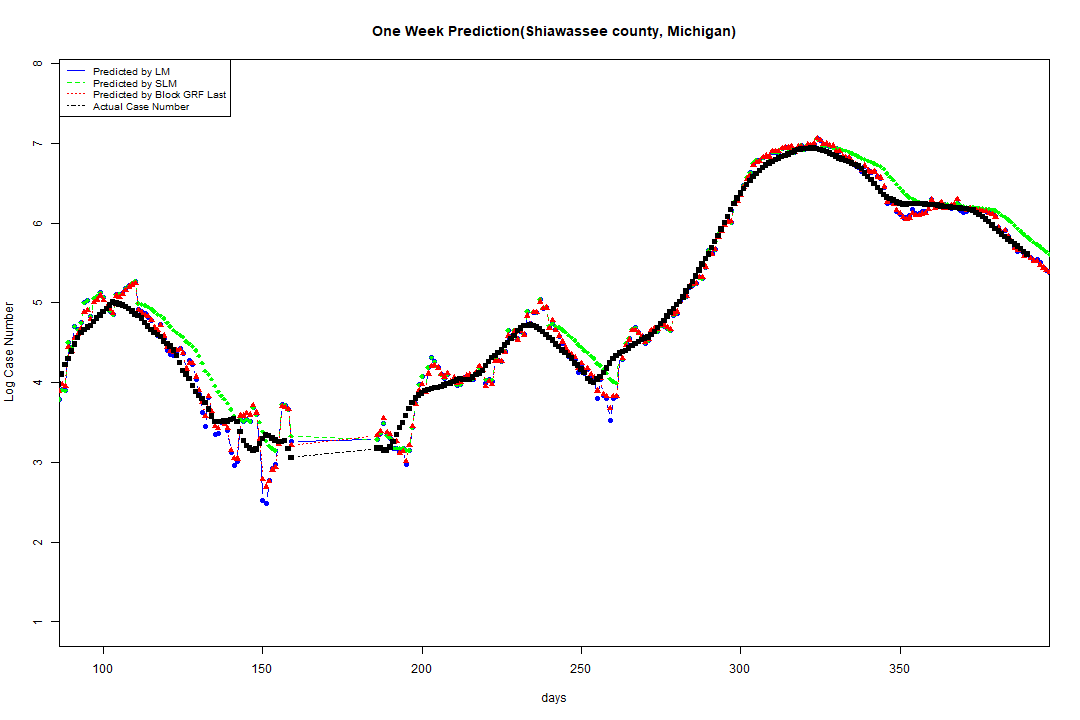 One Week Prediction(Shiawassee county, Michigan)
Predicted by LM
Predicted by SLM
Predicted by Block GRF Last
Actual Case Number
Log Case Number
8
7
6
5
4
3
2
1
100 150 200 250 300 350
days